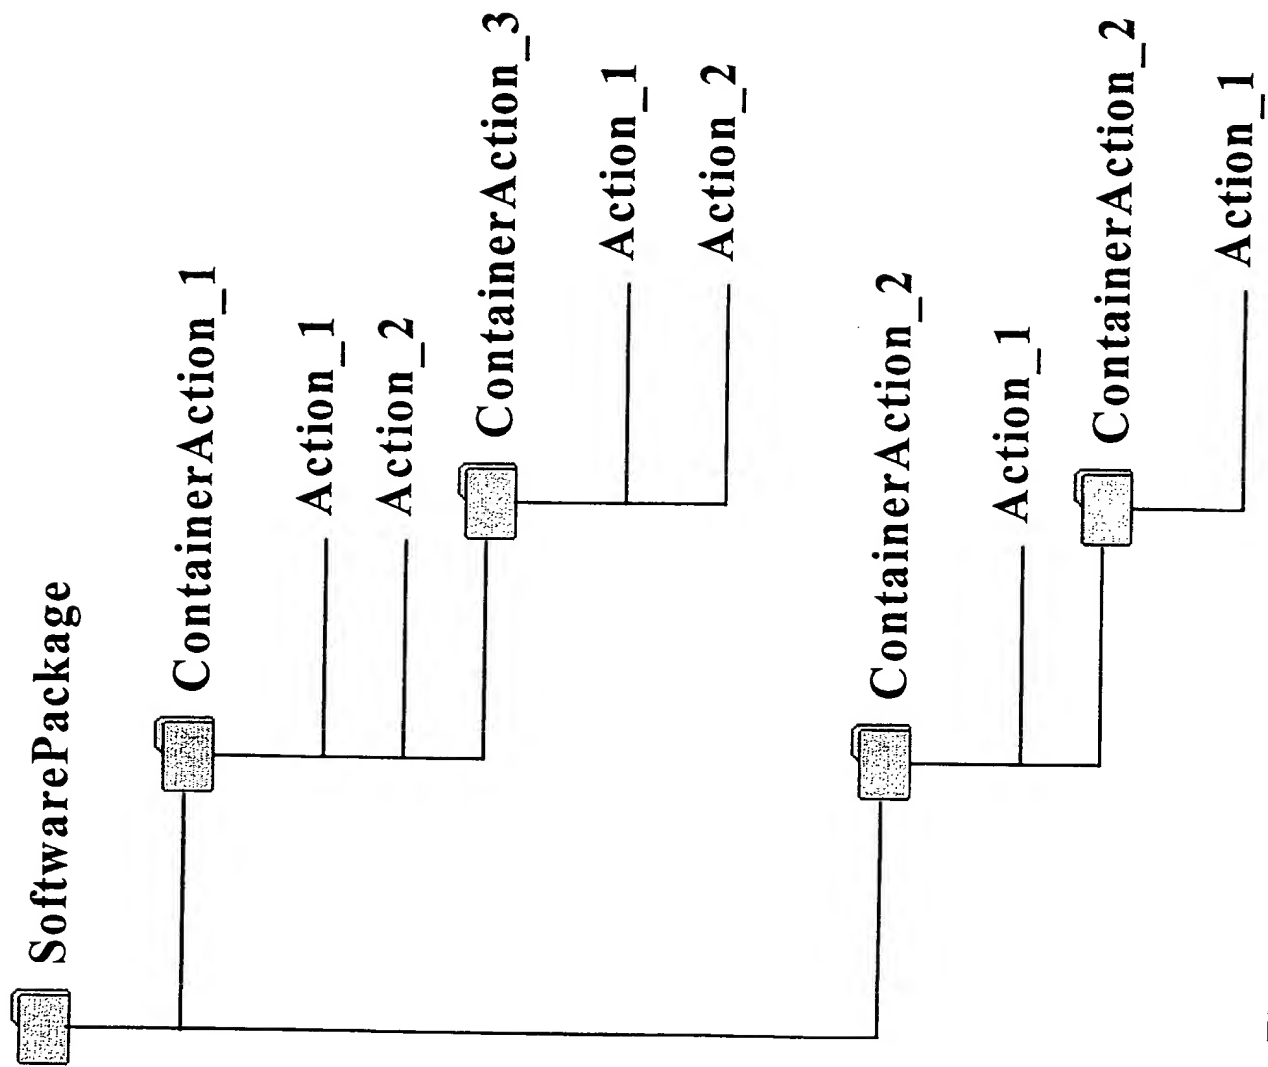 SoftwarePackage
ContainerAction_1
Action_1
Action_2
ContainerAction_3
Action_1
Action_2
ContainerAction_2
Action_1
ContainerAction_2
Action_1